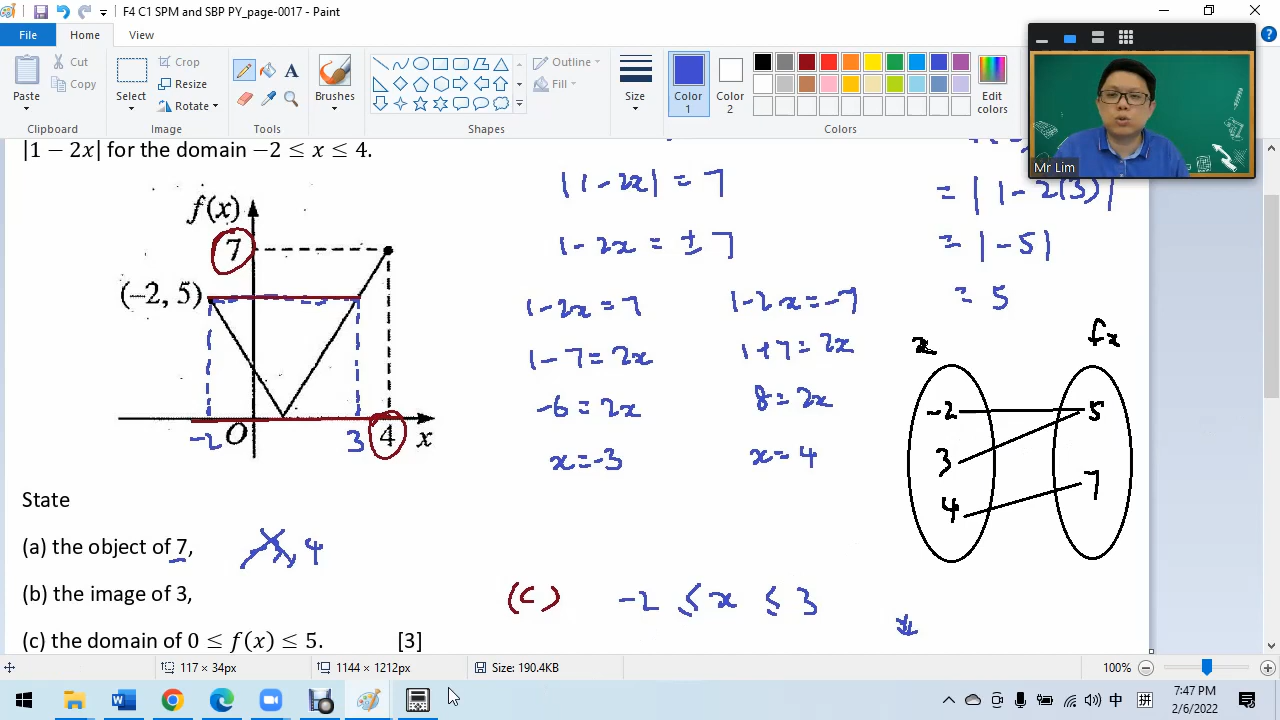 F4 C1 SPM and SBP PY_page-0017 - Paint
File Home View
Paste
Cut
Copy
Clipboard
Select
Crop
Resize
Rotate
Image
Tools
Brushes
Outline
Fill
Shapes
Size
Color 1
Color 2
Colors
Edit colors
Mr Lim
|1 − 2x| for the domain −2 ≤ x ≤ 4.
f(x)
7
(−2, 5)
-2
O
3
4
x
State
(a) the object of 7, 4
(b) the image of 3,
(c) the domain of 0 ≤ f(x) ≤ 5. [3]
|1-2x| = 7
1-2x = ± 7
1-2x=7
1-7=2x
-6=2x
x=-3
1-2x=-7
1+7=2x
8=2x
x=4
= |1-2(3)|
= |-5|
= 5
x
fx
-2
3
4
5
7
(c) -2 ≤ x ≤ 3
117 × 34px
1144 × 1212px
Size: 190.4KB
100%
中
拼
7:47 PM
2/6/2022